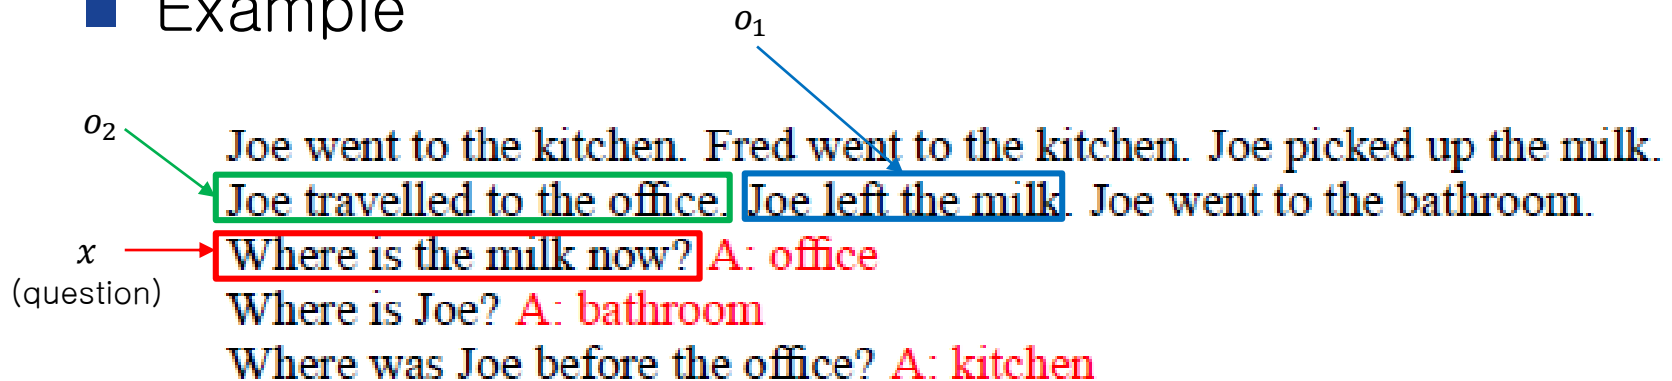 Example
o₁
o₂
Joe went to the kitchen. Fred went to the kitchen. Joe picked up the milk.
Joe travelled to the office. Joe left the milk. Joe went to the bathroom.
x
(question)
Where is the milk now? A: office
Where is Joe? A: bathroom
Where was Joe before the office? A: kitchen